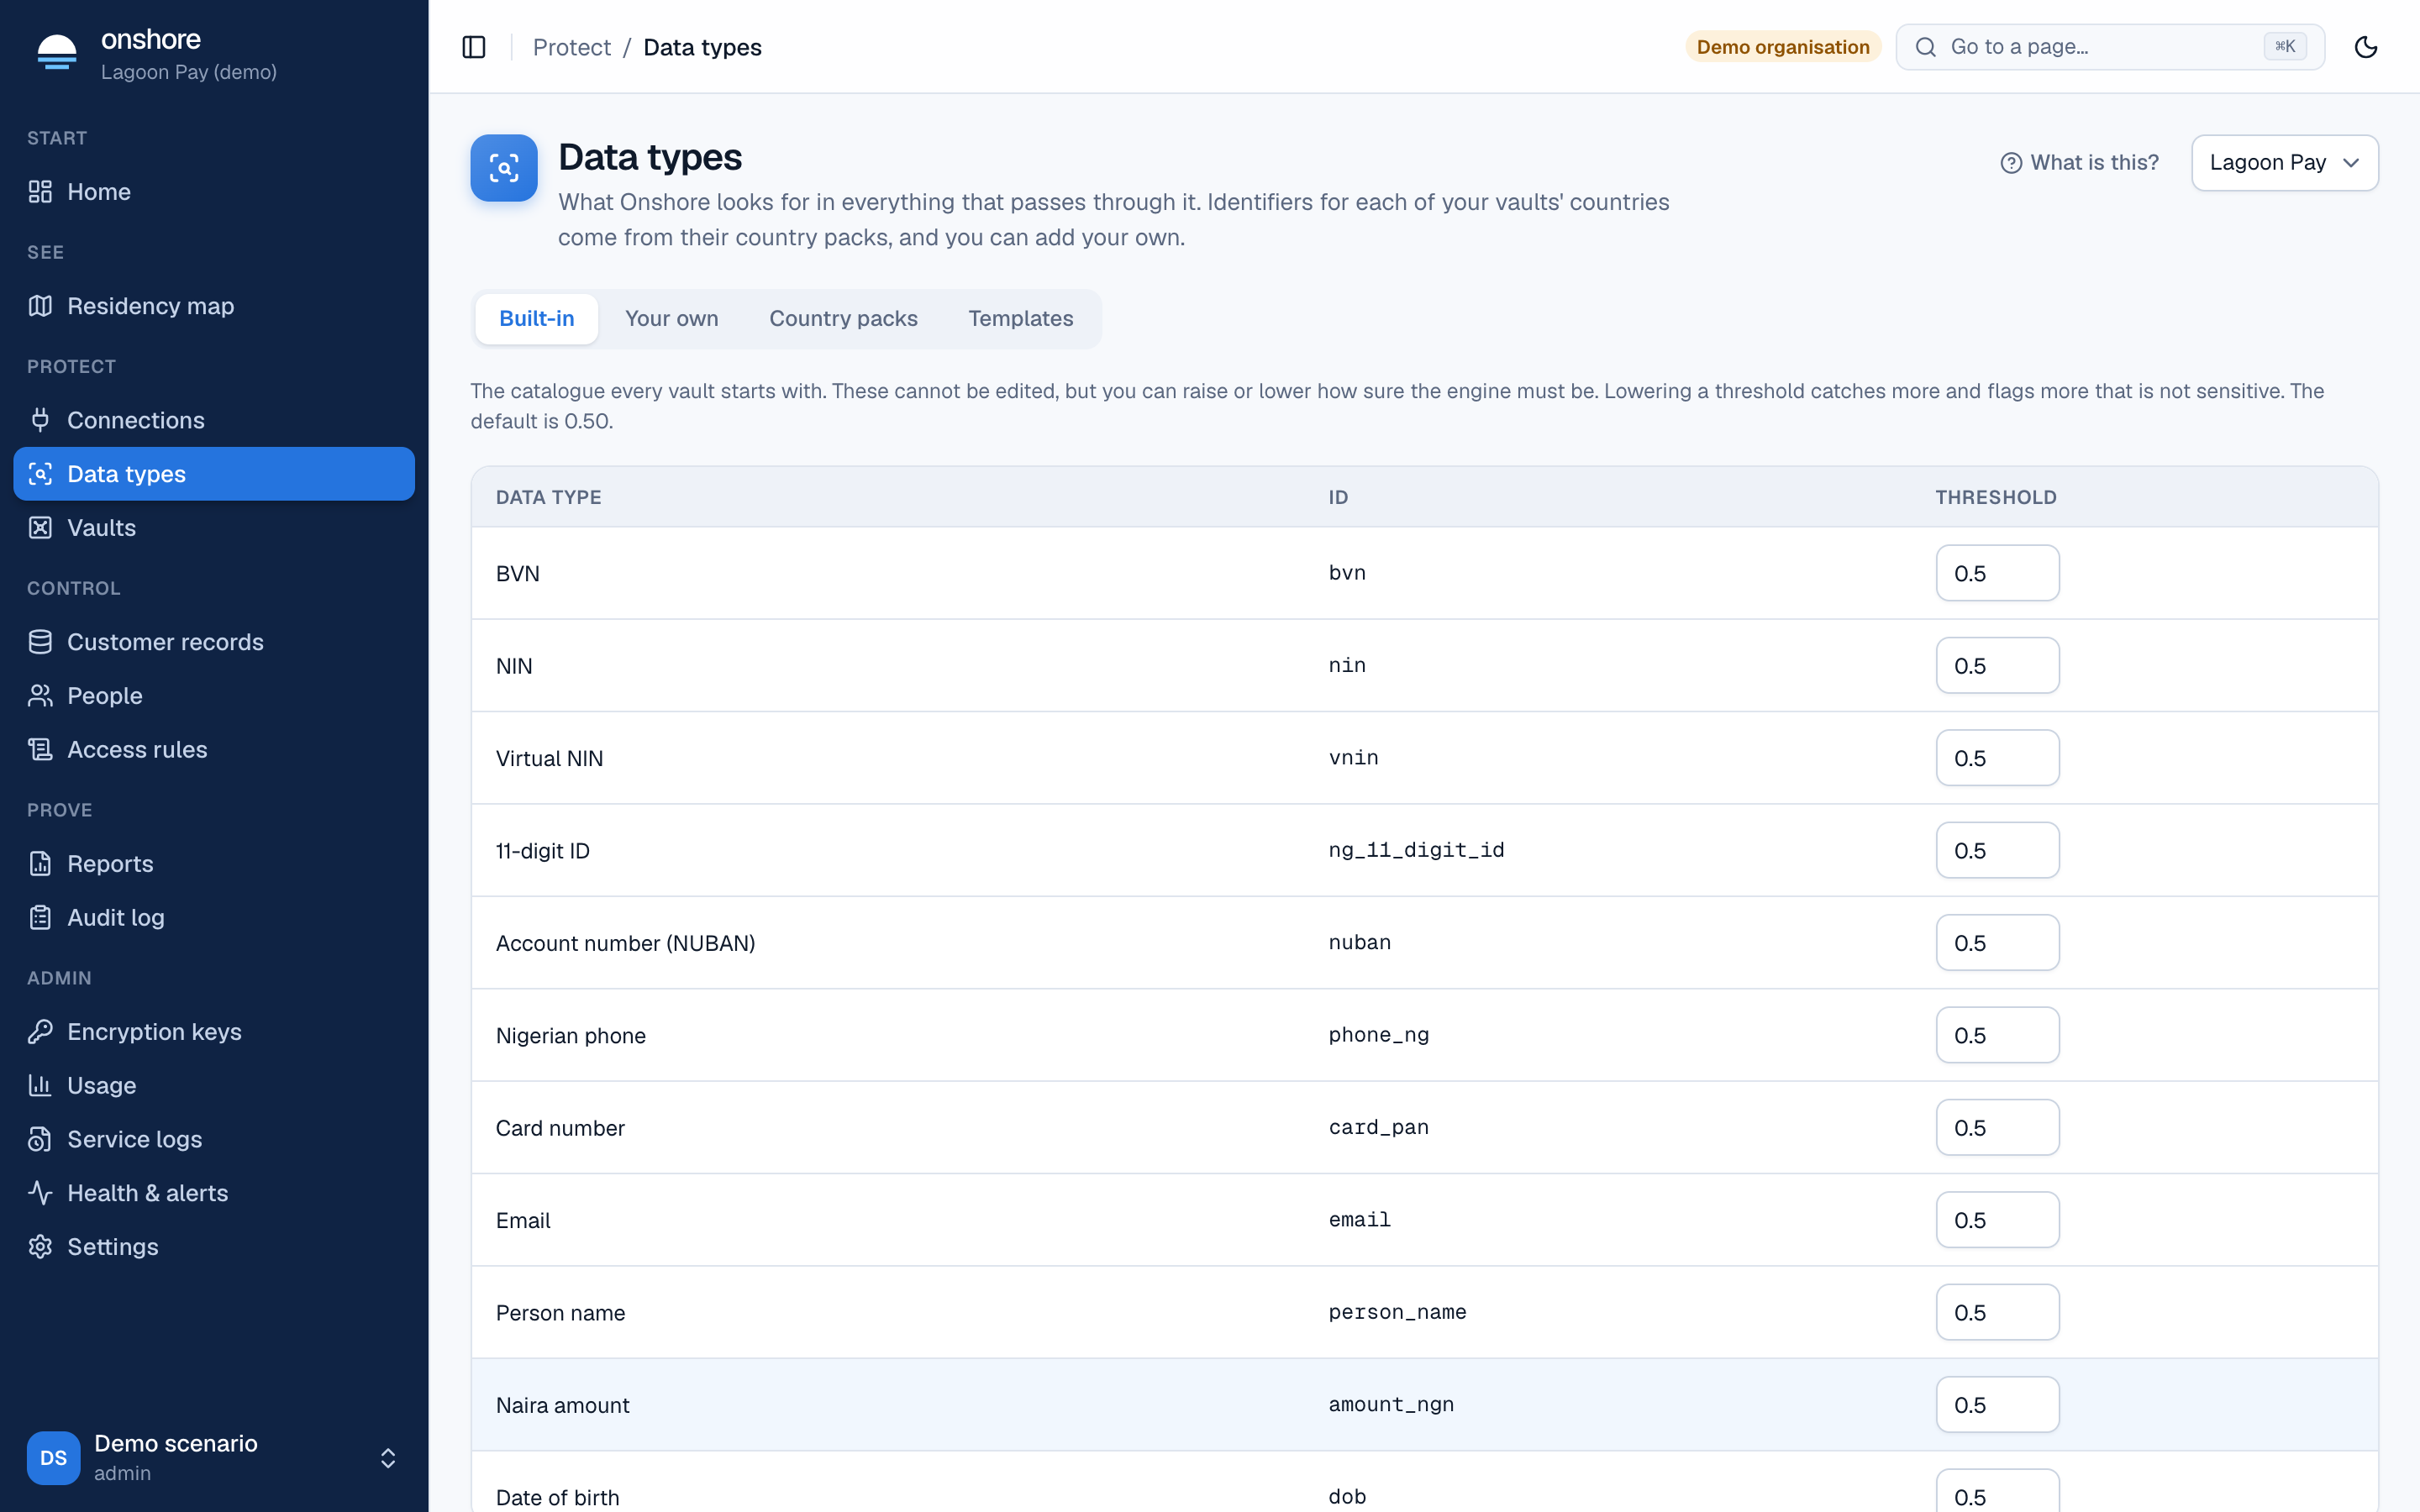 onshore
Lagoon Pay (demo)
START
Home
SEE
Residency map
PROTECT
Connections
Data types
Vaults
CONTROL
Customer records
People
Access rules
PROVE
Reports
Audit log
ADMIN
Encryption keys
Usage
Service logs
Health & alerts
Settings
DS
Demo scenario
admin
Protect / Data types
Demo organisation
Go to a page...
⌘K
Data types
What Onshore looks for in everything that passes through it. Identifiers for each of your vaults' countries
come from their country packs, and you can add your own.
What is this?
Lagoon Pay
Built-in Your own Country packs Templates
The catalogue every vault starts with. These cannot be edited, but you can raise or lower how sure the engine must be. Lowering a threshold catches more and flags more that is not sensitive. The
default is 0.50.
DATA TYPE ID THRESHOLD
BVN bvn 0.5
NIN nin 0.5
Virtual NIN vnin 0.5
11-digit ID ng_11_digit_id 0.5
Account number (NUBAN) nuban 0.5
Nigerian phone phone_ng 0.5
Card number card_pan 0.5
Email email 0.5
Person name person_name 0.5
Naira amount amount_ngn 0.5
Date of birth dob 0.5